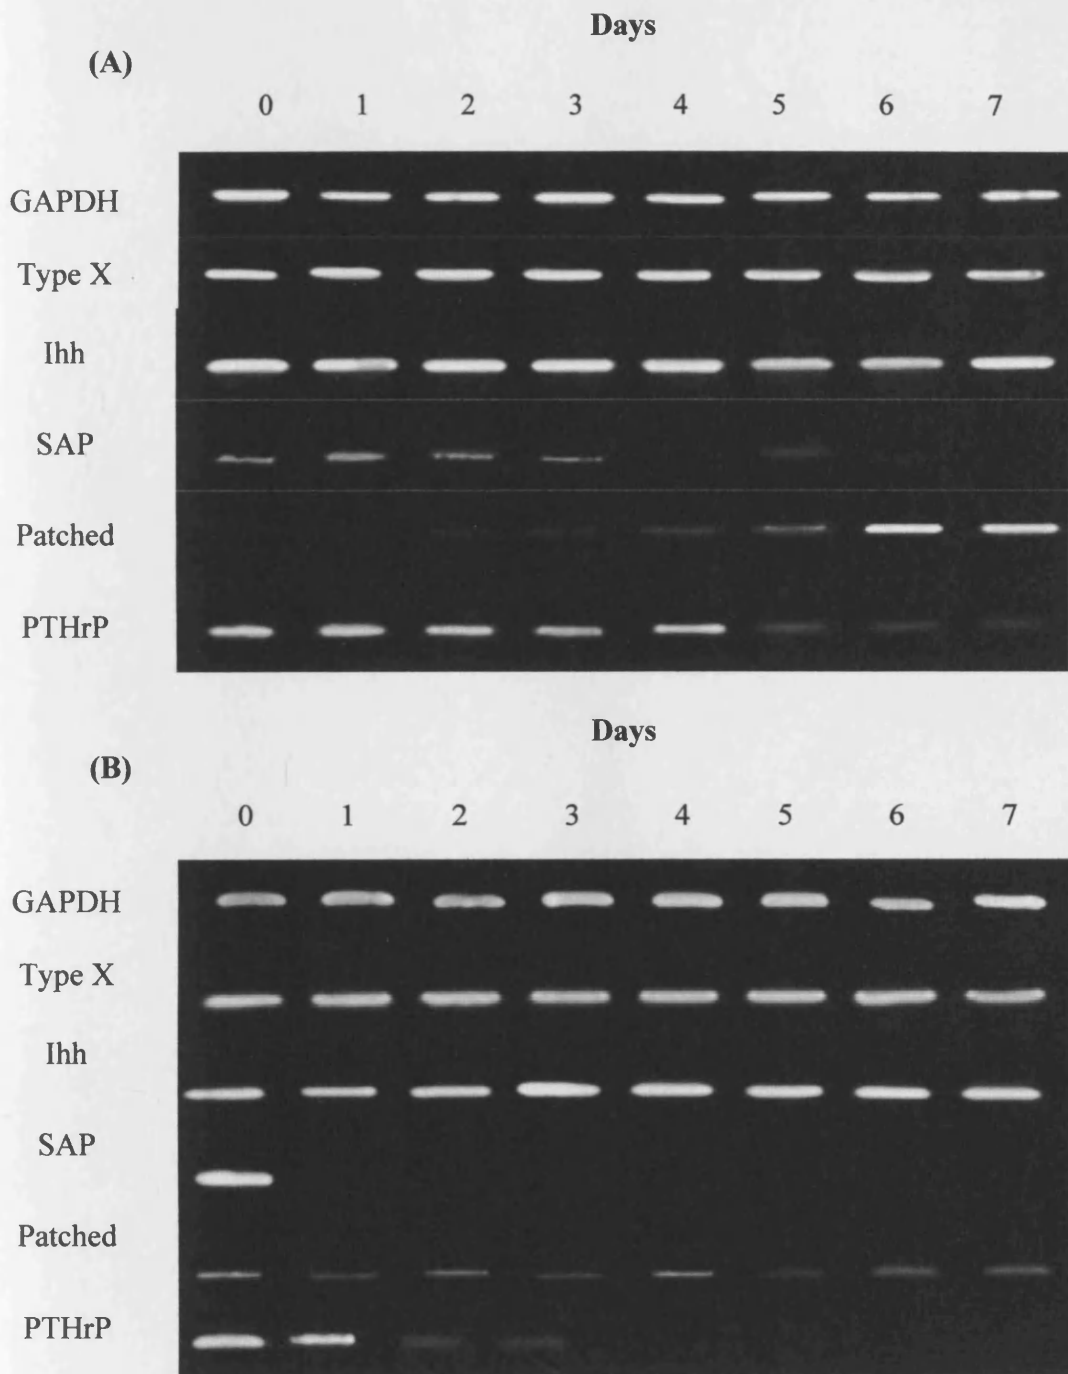 Days
(A)
0 1 2 3 4 5 6 7
GAPDH
Type X
Ihh
SAP
Patched
PTHrP
Days
(B)
0 1 2 3 4 5 6 7
GAPDH
Type X
Ihh
SAP
Patched
PTHrP